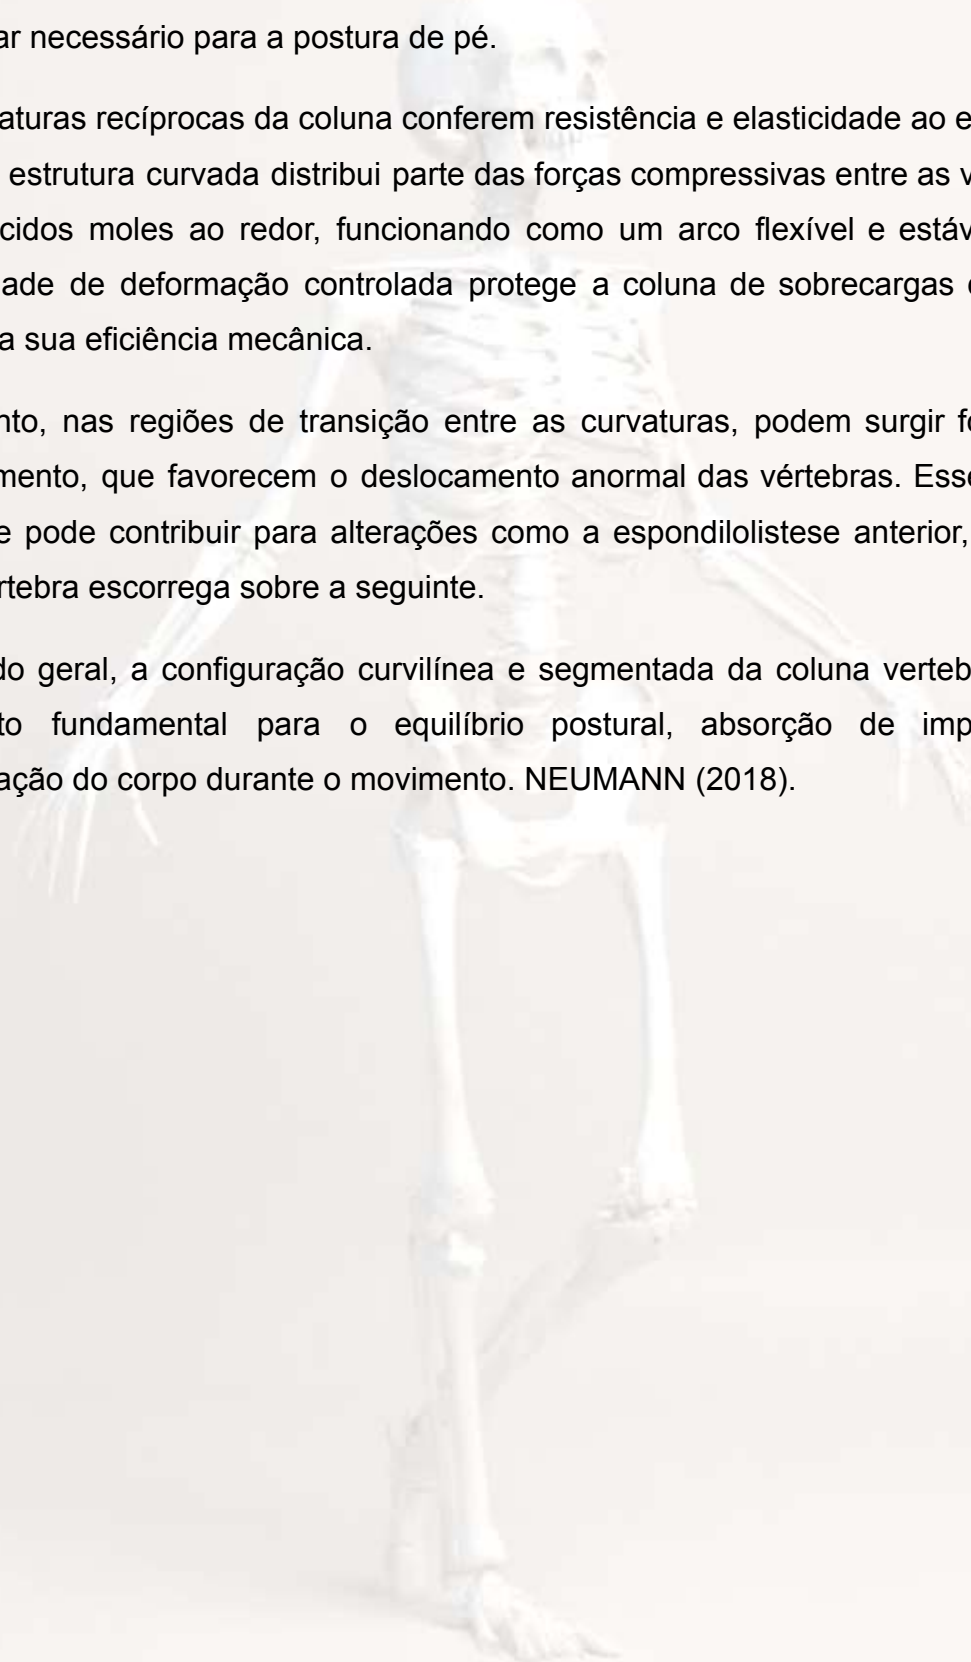 ar necessário para a postura de pé.
aturas recíprocas da coluna conferem resistência e elasticidade ao e
estrutura curvada distribui parte das forças compressivas entre as v
cidos moles ao redor, funcionando como um arco flexível e estáv
ade de deformação controlada protege a coluna de sobrecargas e
a sua eficiência mecânica.
nto, nas regiões de transição entre as curvaturas, podem surgir fo
mento, que favorecem o deslocamento anormal das vértebras. Esse
e pode contribuir para alterações como a espondilolistese anterior,
rtebra escorrega sobre a seguinte.
do geral, a configuração curvilínea e segmentada da coluna verteb
to fundamental para o equilíbrio postural, absorção de imp
ação do corpo durante o movimento. NEUMANN (2018).